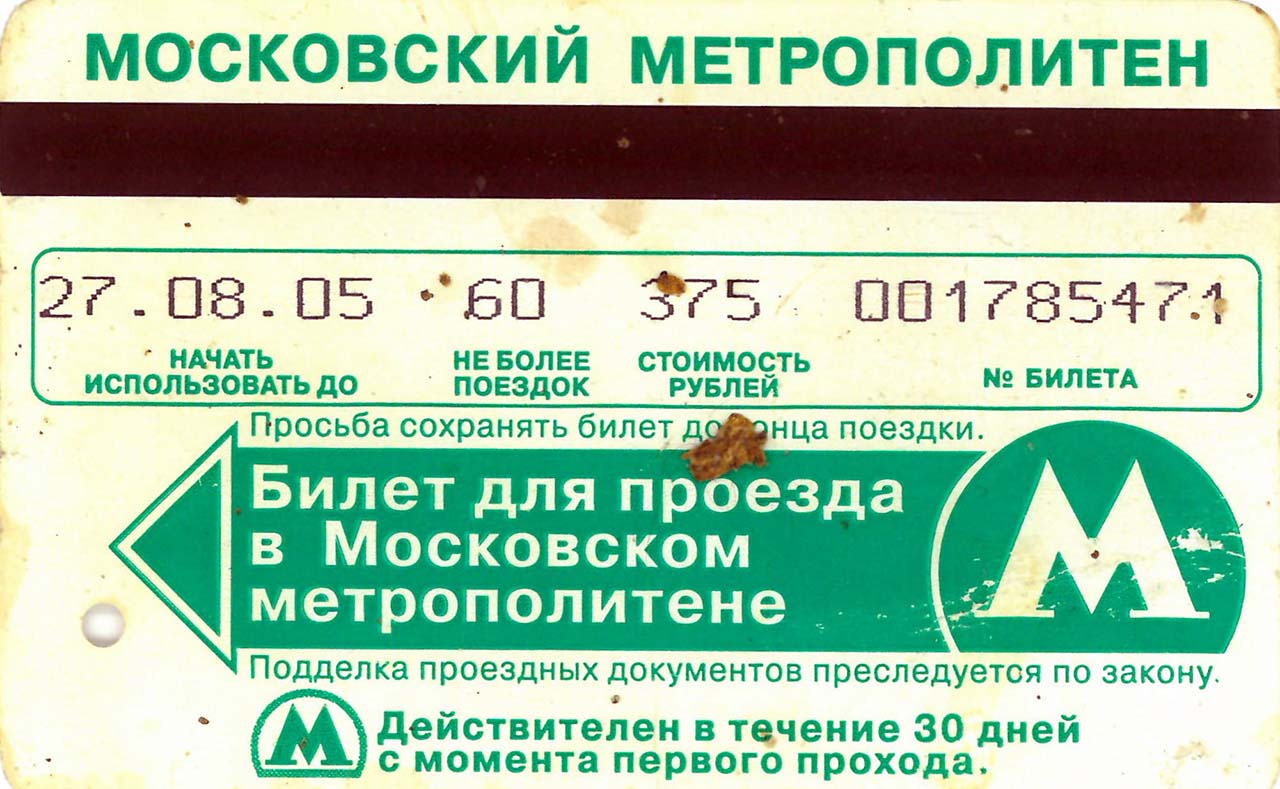 МОСКОВСКИЙ МЕТРОПОЛИТЕН
27.08.05 60 375 001785471
НАЧАТЬ ИСПОЛЬЗОВАТЬ ДО
НЕ БОЛЕЕ ПОЕЗДОК
СТОИМОСТЬ РУБЛЕЙ
№ БИЛЕТА
Просьба сохранять билет до конца поездки.
Билет для проезда
в Московском
метрополитене
М
Подделка проездных документов преследуется по закону.
М
Действителен в течение 30 дней
с момента первого прохода.